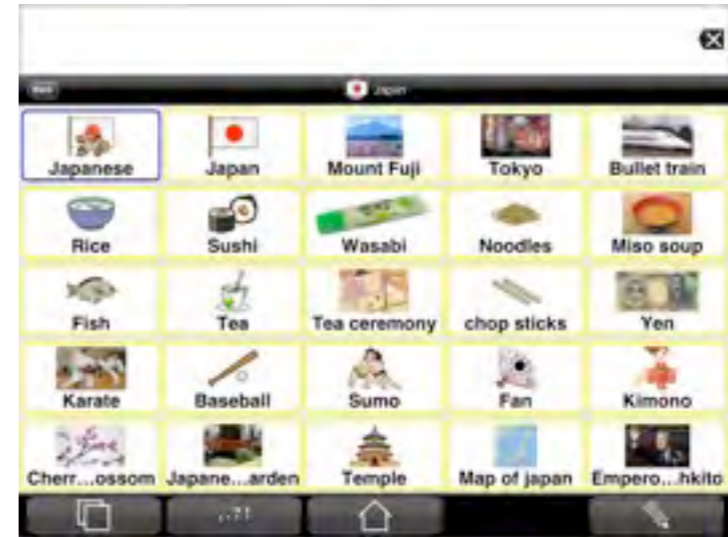 Japan
Japanese Japan Mount Fuji Tokyo Bullet train
Rice Sushi Wasabi Noodles Miso soup
Fish Tea Tea ceremony chop sticks Yen
Karate Baseball Sumo Fan Kimono
Cherr...ossom Japane...arden Temple Map of japan Empero...hkito
.,?!